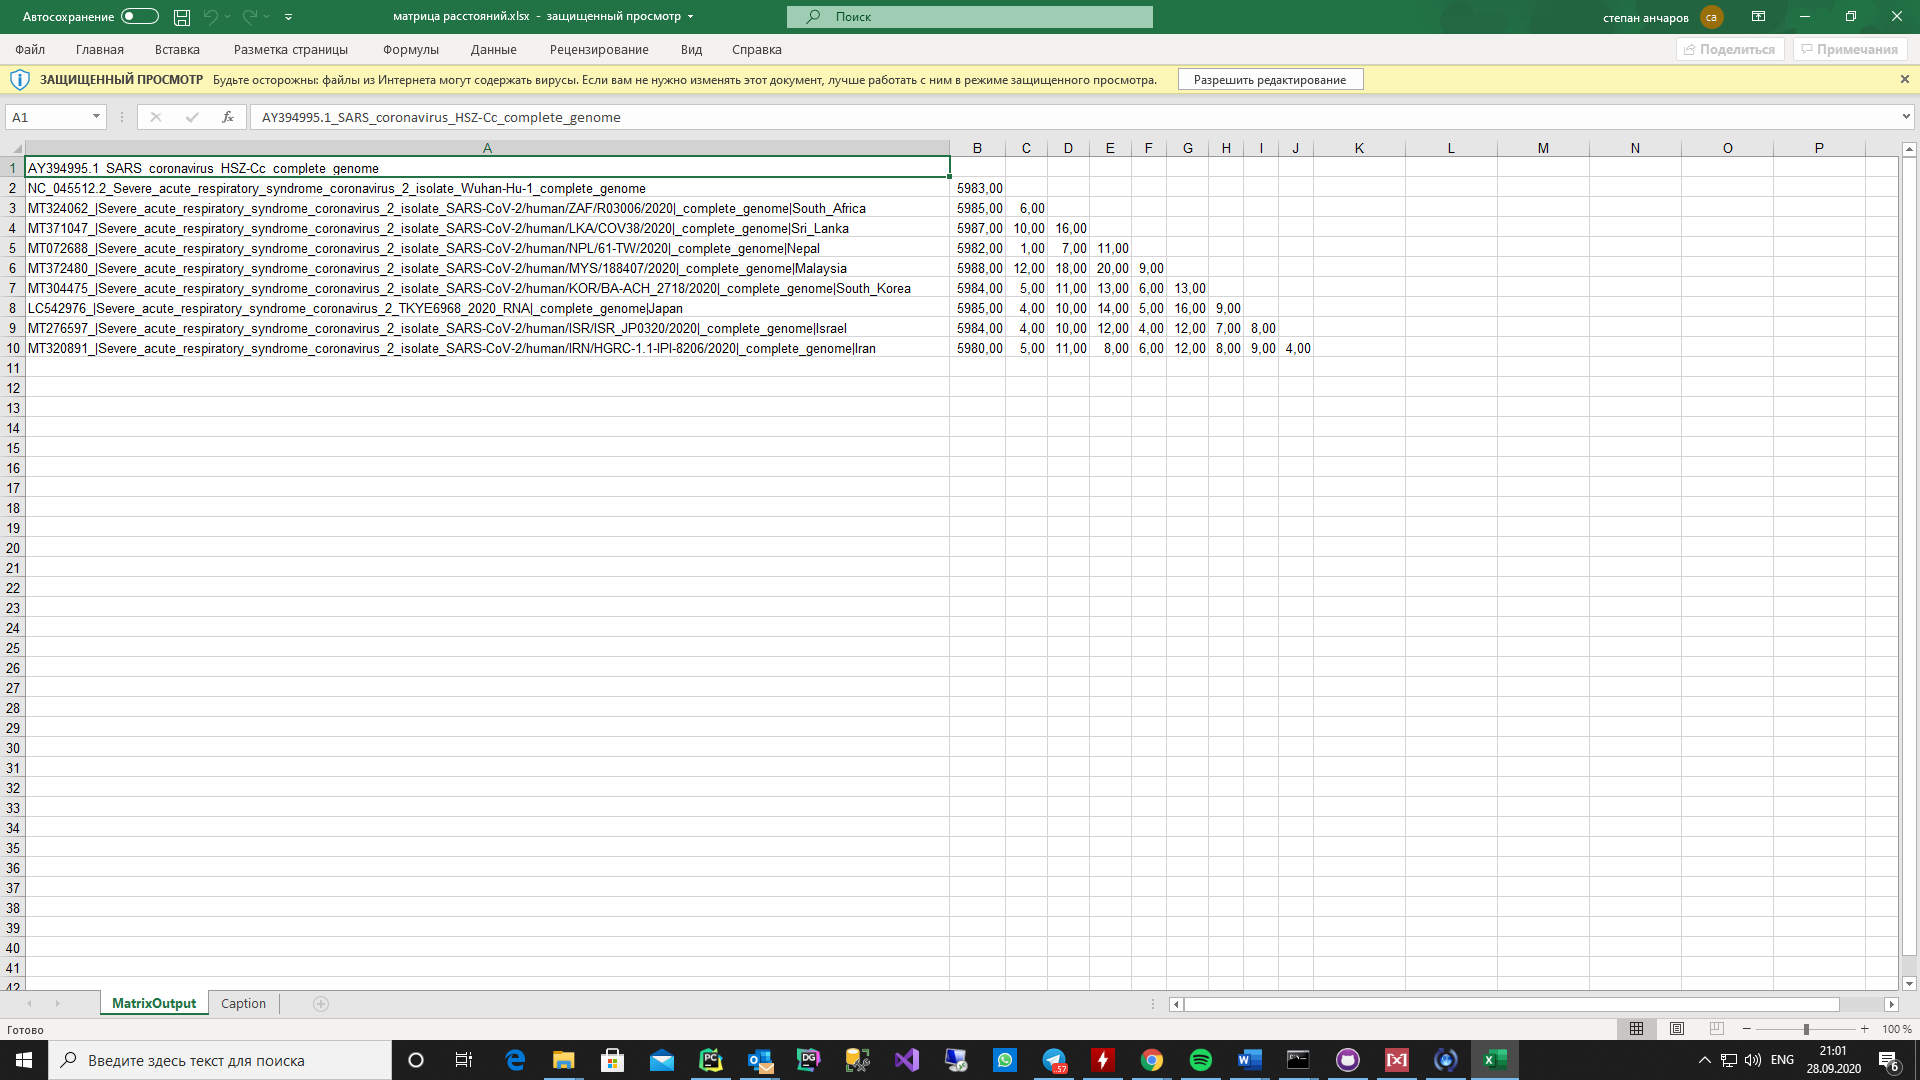 Автосохранение
матрица расстояний.xlsx - защищенный просмотр
Поиск
степан анчаров
са
Файл Главная Вставка Разметка страницы Формулы Данные Рецензирование Вид Справка
Поделиться Примечания
ЗАЩИЩЕННЫЙ ПРОСМОТР Будьте осторожны: файлы из Интернета могут содержать вирусы. Если вам не нужно изменять этот документ, лучше работать с ним в режиме защищенного просмотра. Разрешить редактирование
A1 fx AY394995.1_SARS_coronavirus_HSZ-Cc_complete_genome
A B C D E F G H I J K L M N O P
1 AY394995.1_SARS_coronavirus_HSZ-Cc_complete_genome
2 NC_045512.2_Severe_acute_respiratory_syndrome_coronavirus_2_isolate_Wuhan-Hu-1_complete_genome 5983,00
3 MT324062_|Severe_acute_respiratory_syndrome_coronavirus_2_isolate_SARS-CoV-2/human/ZAF/R03006/2020|_complete_genome|South_Africa 5985,00 6,00
4 MT371047_|Severe_acute_respiratory_syndrome_coronavirus_2_isolate_SARS-CoV-2/human/LKA/COV38/2020|_complete_genome|Sri_Lanka 5987,00 10,00 16,00
5 MT072688_|Severe_acute_respiratory_syndrome_coronavirus_2_isolate_SARS-CoV-2/human/NPL/61-TW/2020|_complete_genome|Nepal 5982,00 1,00 7,00 11,00
6 MT372480_|Severe_acute_respiratory_syndrome_coronavirus_2_isolate_SARS-CoV-2/human/MYS/188407/2020|_complete_genome|Malaysia 5988,00 12,00 18,00 20,00 9,00
7 MT304475_|Severe_acute_respiratory_syndrome_coronavirus_2_isolate_SARS-CoV-2/human/KOR/BA-ACH_2718/2020|_complete_genome|South_Korea 5984,00 5,00 11,00 13,00 6,00 13,00
8 LC542976_|Severe_acute_respiratory_syndrome_coronavirus_2_TKYE6968_2020_RNA|_complete_genome|Japan 5985,00 4,00 10,00 14,00 5,00 16,00 9,00
9 MT276597_|Severe_acute_respiratory_syndrome_coronavirus_2_isolate_SARS-CoV-2/human/ISR/ISR_JP0320/2020|_complete_genome|Israel 5984,00 4,00 10,00 12,00 4,00 12,00 7,00 8,00
10 MT320891_|Severe_acute_respiratory_syndrome_coronavirus_2_isolate_SARS-CoV-2/human/IRN/HGRC-1.1-IPI-8206/2020|_complete_genome|Iran 5980,00 5,00 11,00 8,00 6,00 12,00 8,00 9,00 4,00
11
12
13
14
15
16
17
18
19
20
21
22
23
24
25
26
27
28
29
30
31
32
33
34
35
36
37
38
39
40
41
42
MatrixOutput Caption
Готово
100 %
Введите здесь текст для поиска
PC
DG
57
ENG
21:01
28.09.2020
6